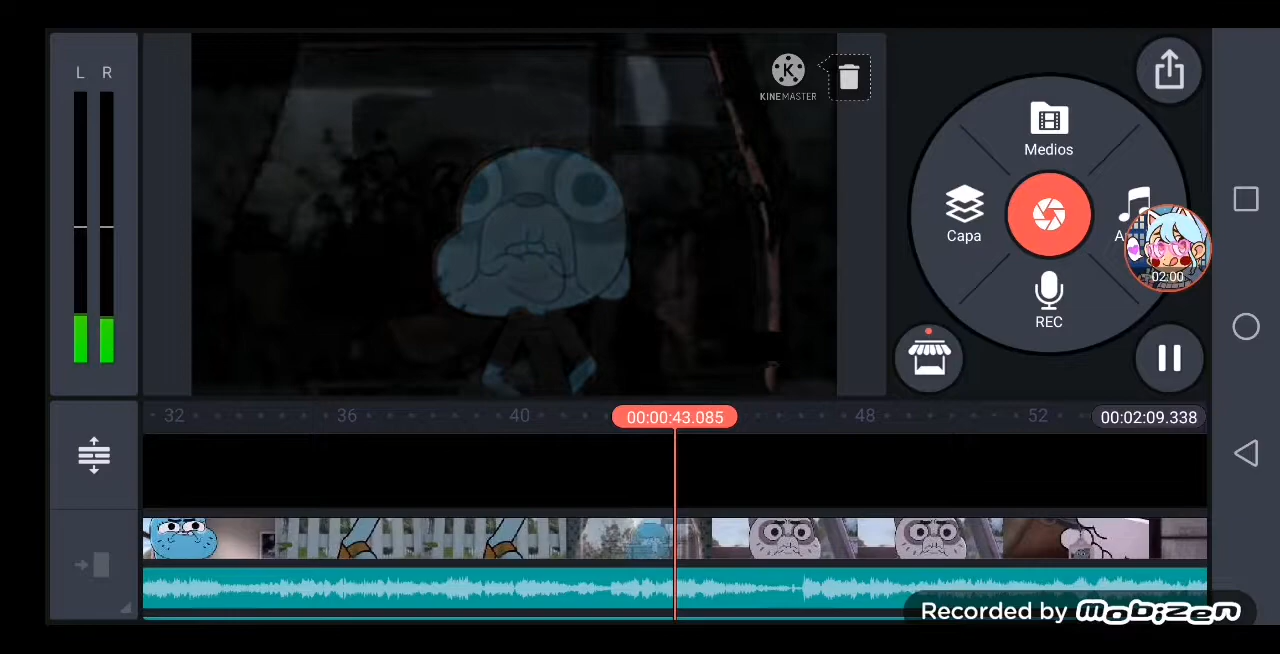 L R
KINEMASTER
Medios
Capa
A
02:00
REC
32 36 40 00:00:43.085 48 52 00:02:09.338
Recorded by mobizen